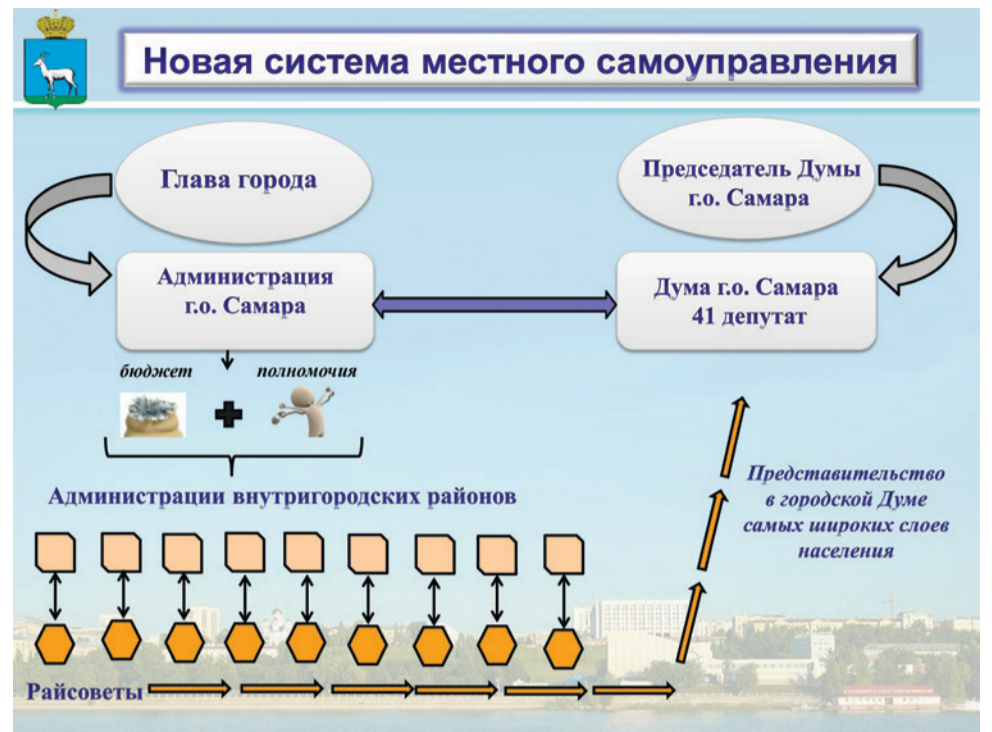 Новая система местного самоуправления
Глава города
Председатель Думы
г.о. Самара
Администрация
г.о. Самара
Дума г.о. Самара
41 депутат
бюджет
полномочия
Представительство
в городской Думе
самых широких слоев
населения
Администрации внутригородских районов
Райсоветы